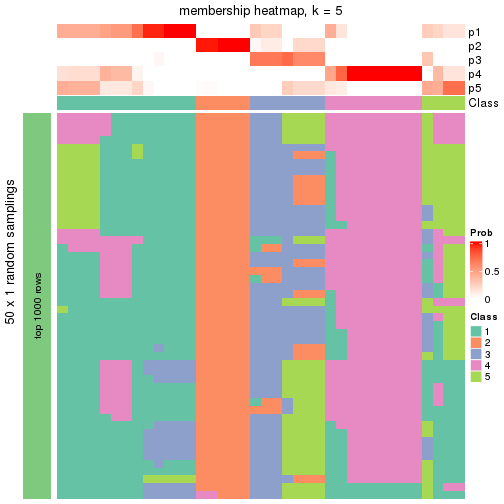 membership heatmap, k = 5
p1
p2
p3
p4
p5
Class
50 x 1 random samplings
top 1000 rows
Prob
1
0.5
0
Class
1
2
3
4
5